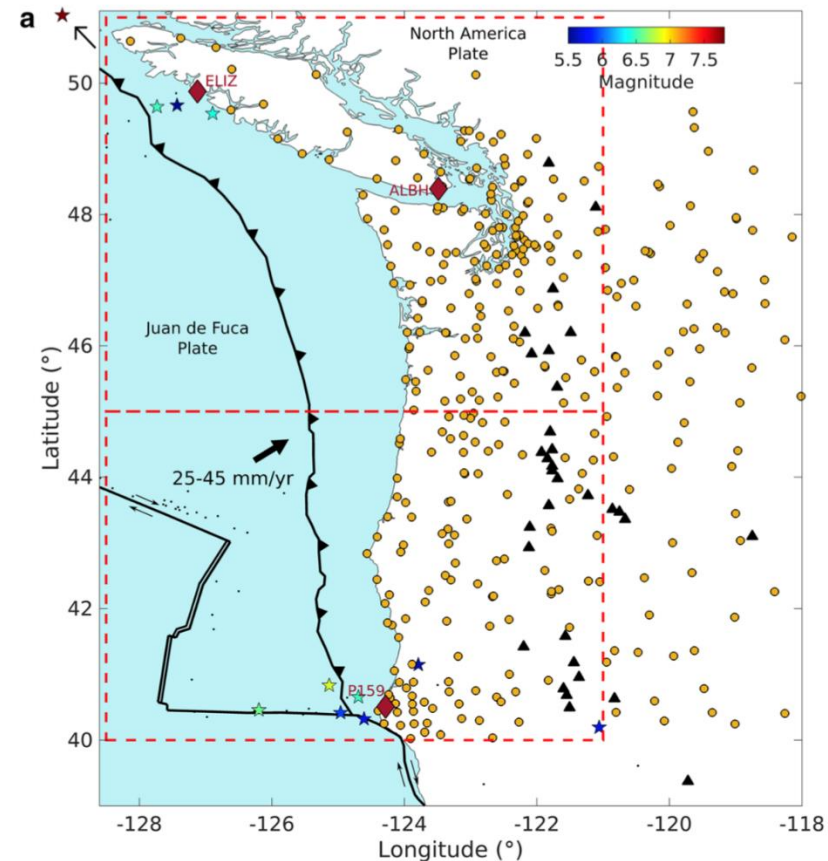 a
North America
Plate
5.5 6 6.5 7.5
Magnitude
ELIZ
ALBH
Juan de Fuca
Plate
25-45 mm/yr
P159
50
48
46
44
42
40
Latitude (°)
-128 -126 -124 -122 -120 -118
Longitude (°)